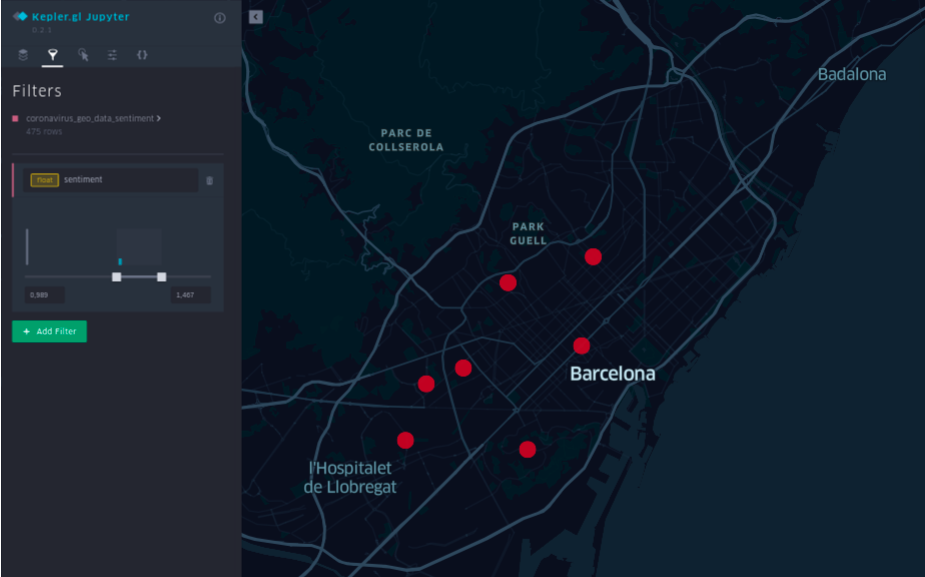 Kepler.gl Jupyter
0.2.1
Filters
coronavirus_geo_data_sentiment
475 rows
float sentiment
0,989
1,467
+ Add Filter
Badalona
PARC DE
COLLSEROLA
PARK
GUELL
Barcelona
l'Hospitalet
de Llobregat